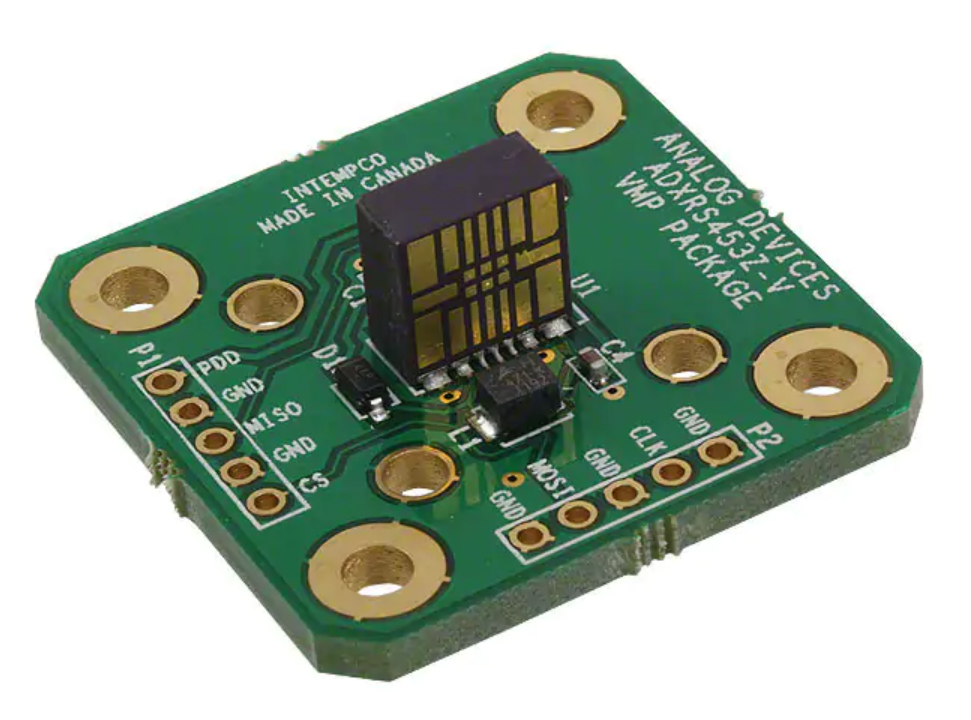 INTEMPCO
MADE IN CANADA
ANALOG DEVICES
ADXRS453Z-V
VMP PACKAGE
U1
D1
C4
L1
P1
PDD
GND
MISO
GND
CS
P2
GND
CLK
GND
MOSI
GND